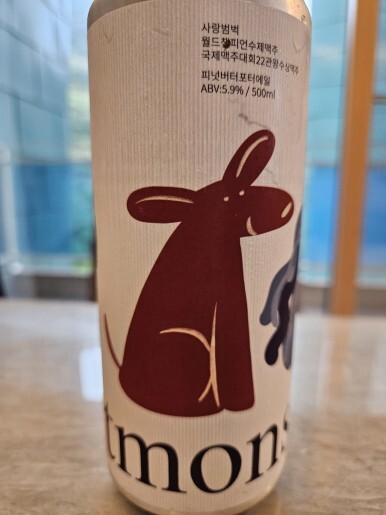 사랑범벅
월드챔피언수제맥주
국제맥주대회22관왕수상맥주
피넛버터포터에일
ABV:5.9% / 500ml
tmons